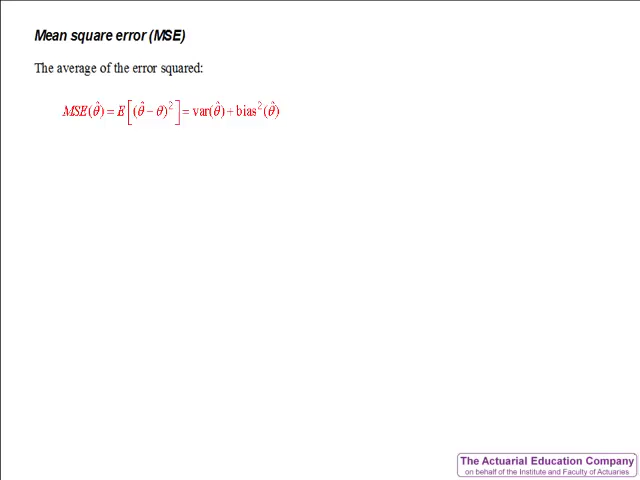 Mean square error (MSE)
The average of the error squared:
MSE(θ̂) = E[(θ̂ − θ)²] = var(θ̂) + bias²(θ̂)
The Actuarial Education Company
on behalf of the Institute and Faculty of Actuaries